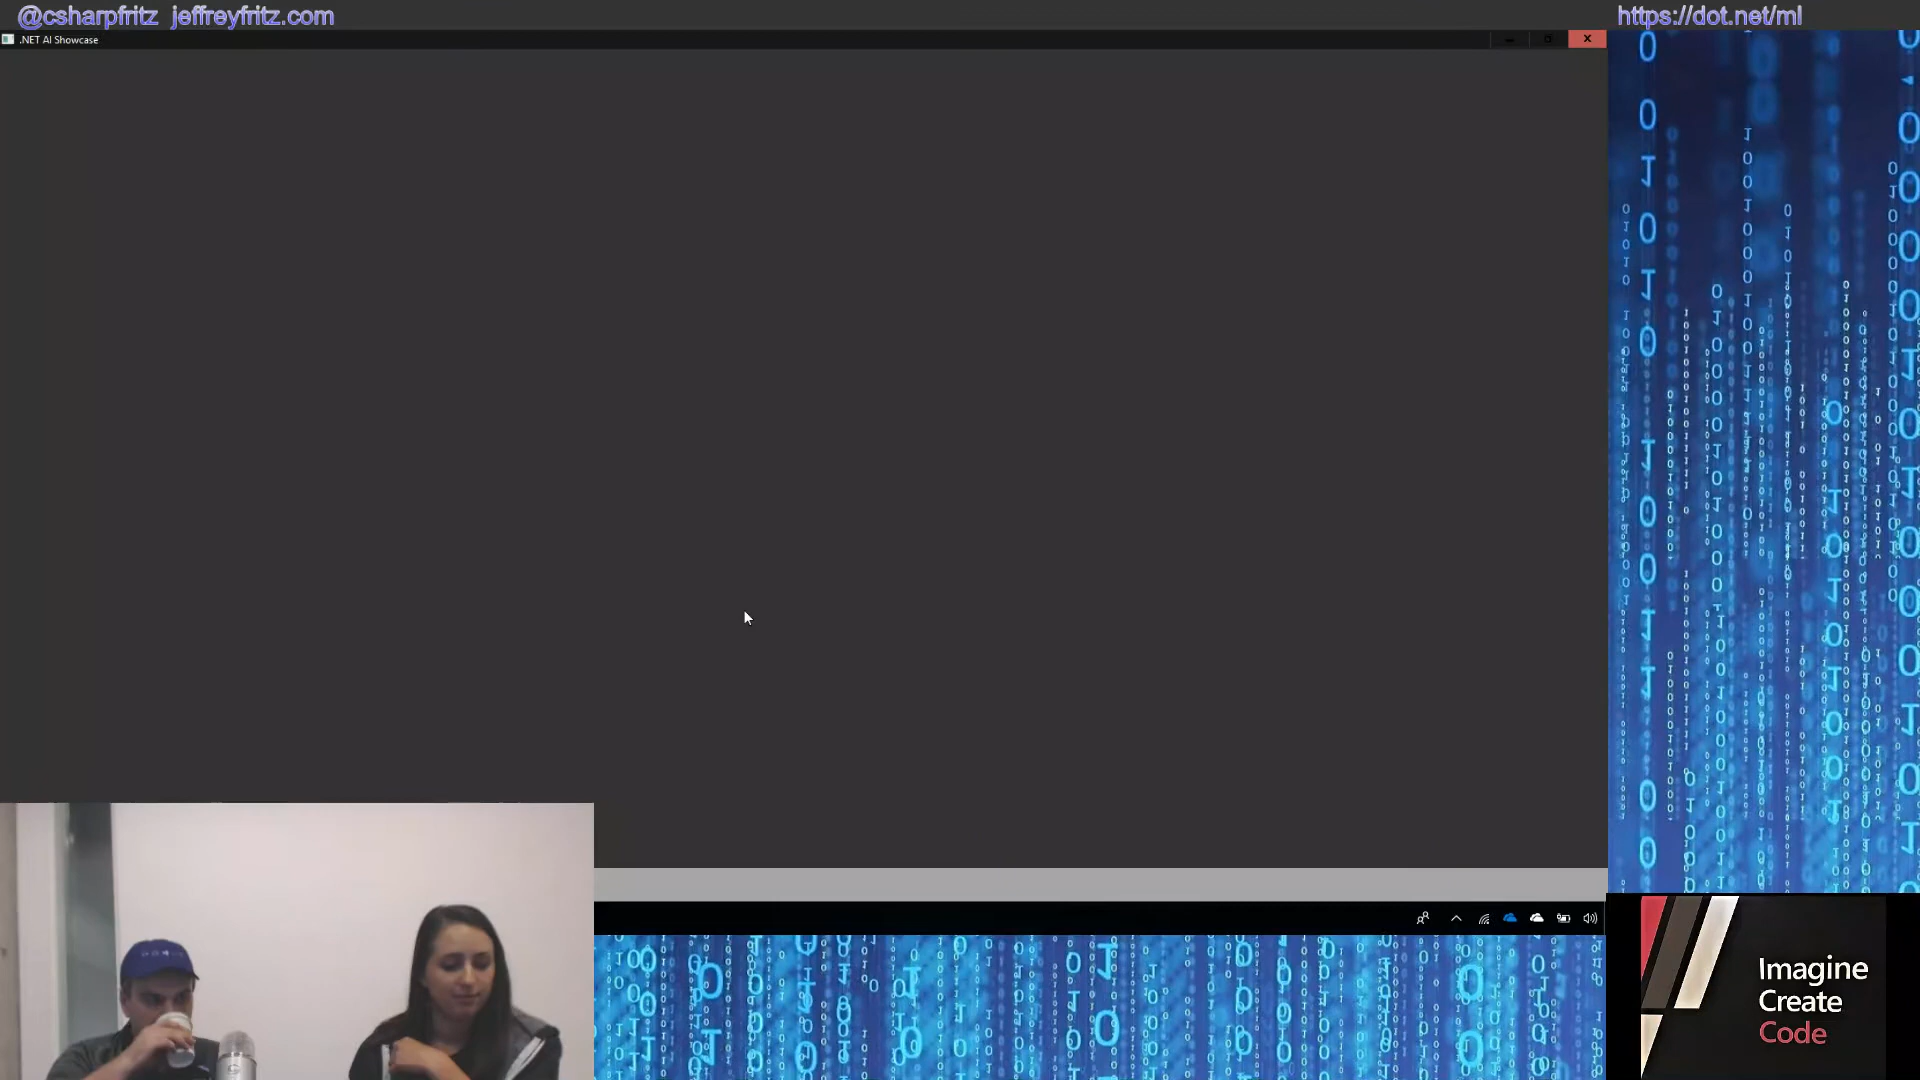 @csharpfritz jeffreyfritz.com
https://dot.net/ml
.NET AI Showcase
Imagine
Create
Code